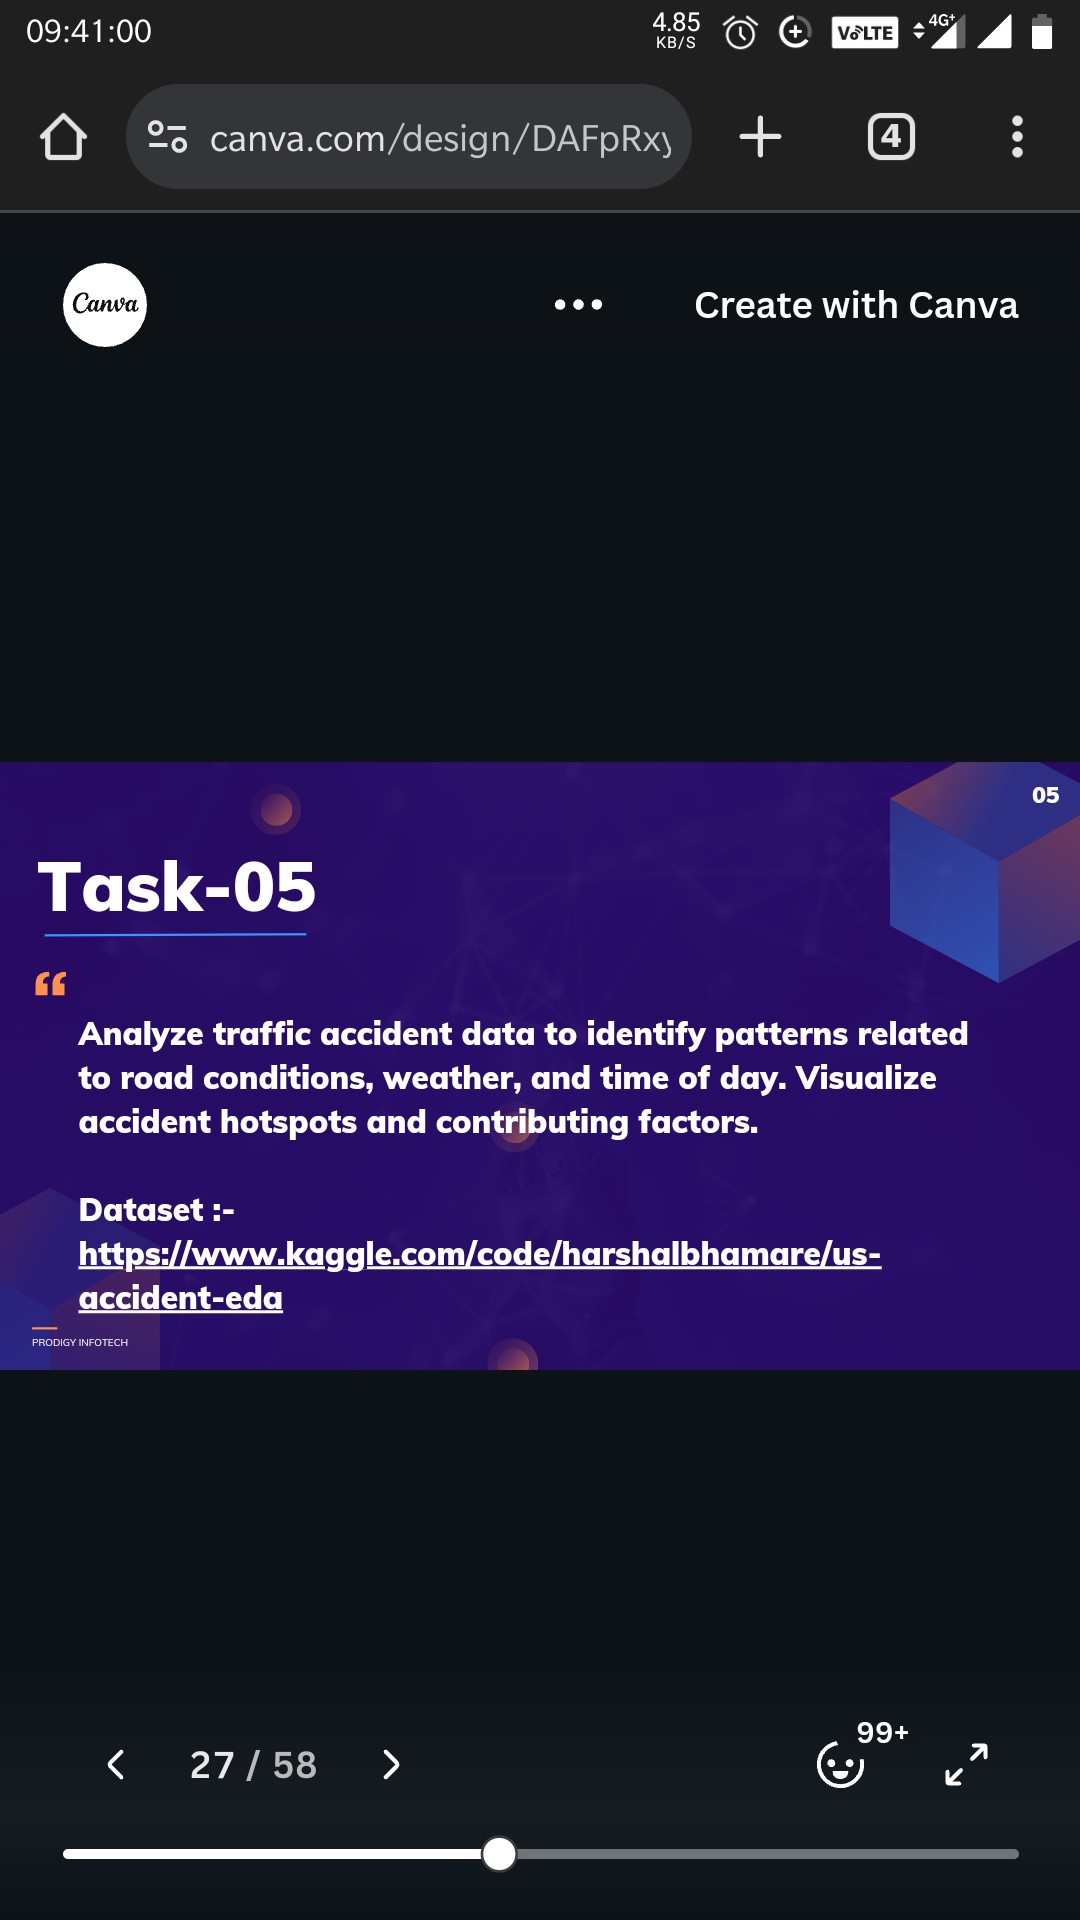 09:41:00
4.85
KB/S
VoLTE
4G+
canva.com/design/DAFpRxy
4
Canva
Create with Canva
05
Task-05
“
Analyze traffic accident data to identify patterns related
to road conditions, weather, and time of day. Visualize
accident hotspots and contributing factors.
Dataset :-
https://www.kaggle.com/code/harshalbhamare/us-
accident-eda
PRODIGY INFOTECH
99+
27 / 58